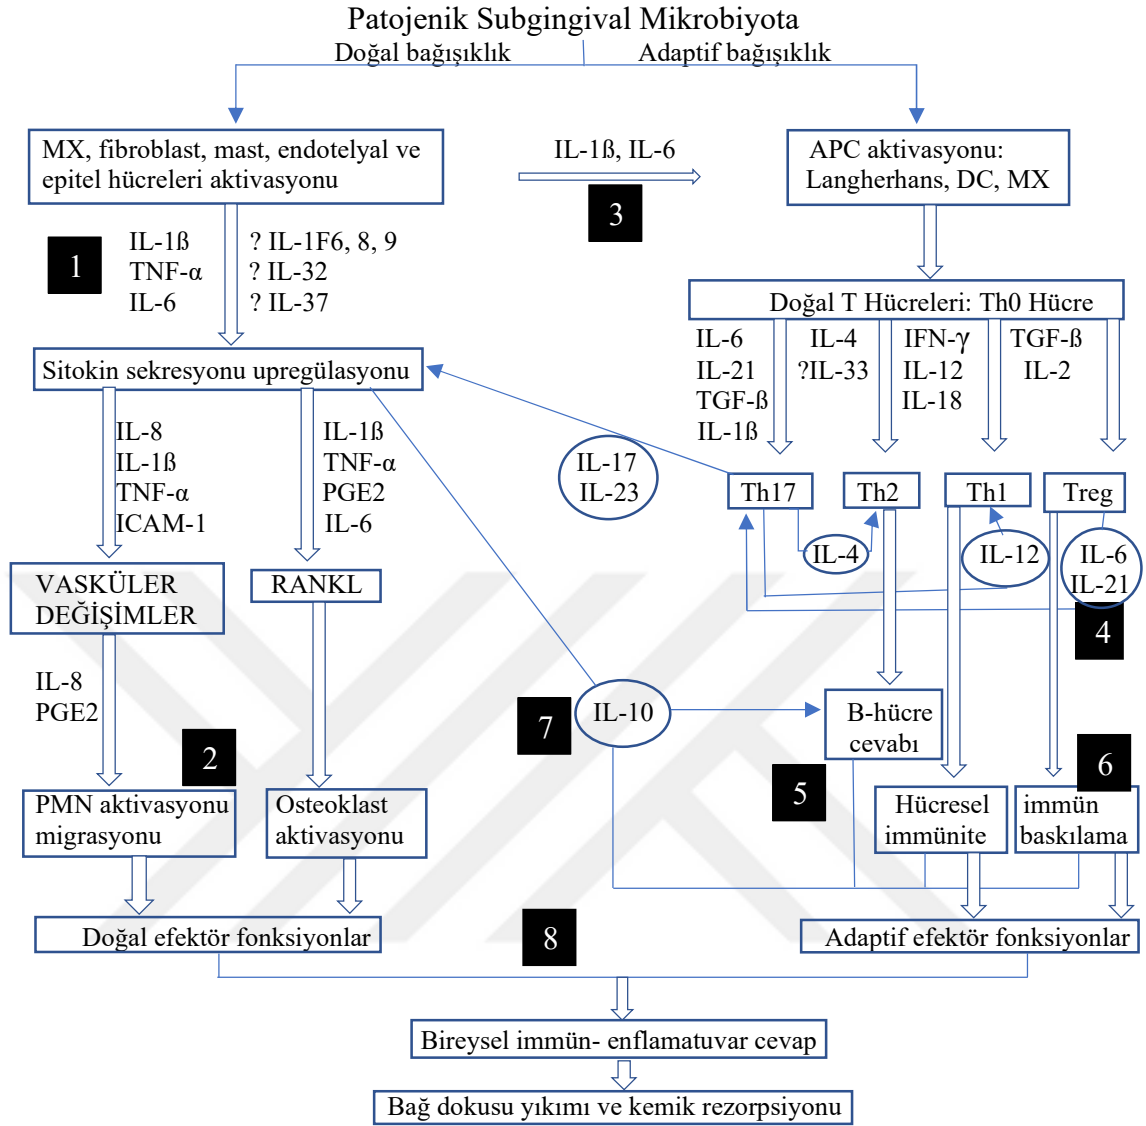 Patojenik Subgingival Mikrobiyota
Doğal bağışıklık
Adaptif bağışıklık
MX, fibroblast, mast, endotelyal ve
epitel hücreleri aktivasyonu
IL-1ß, IL-6
3
APC aktivasyonu:
Langherhans, DC, MX
1
IL-1ß
TNF-α
IL-6
? IL-1F6, 8, 9
? IL-32
? IL-37
Doğal T Hücreleri: Th0 Hücre
IL-6
IL-21
TGF-ß
IL-1ß
IL-4
?IL-33
IFN-γ
IL-12
IL-18
TGF-ß
IL-2
Sitokin sekresyonu upregülasyonu
IL-8
IL-1ß
TNF-α
ICAM-1
IL-1ß
TNF-α
PGE2
IL-6
IL-17
IL-23
Th17
Th2
Th1
Treg
IL-4
IL-12
IL-6
IL-21
4
VASKÜLER
DEĞİŞİMLER
RANKL
IL-8
PGE2
2
7
IL-10
B-hücre
cevabı
5
6
PMN aktivasyonu
migrasyonu
Osteoklast
aktivasyonu
Hücresel
immünite
immün
baskılama
Doğal efektör fonksiyonlar
8
Adaptif efektör fonksiyonlar
Bireysel immün- enflamatuvar cevap
Bağ dokusu yıkımı ve kemik rezorpsiyonu